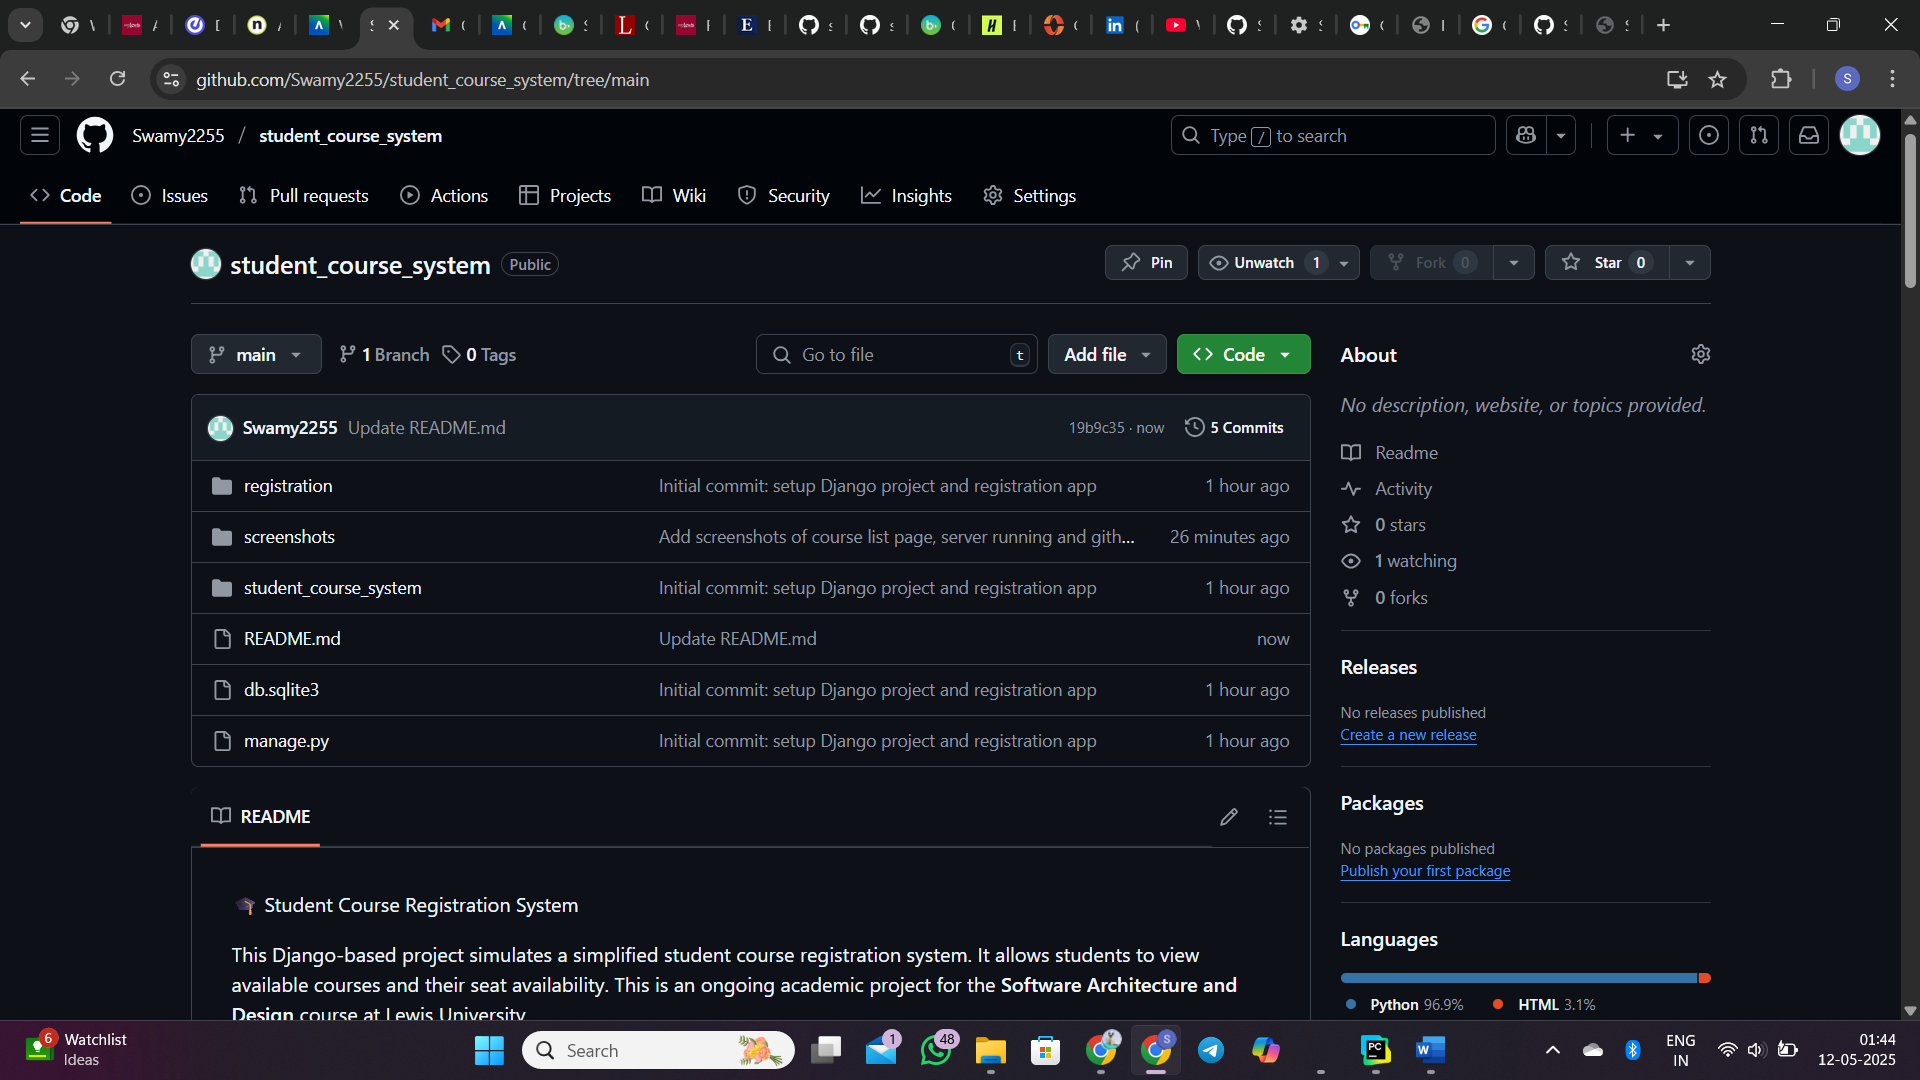 github.com/Swamy2255/student_course_system/tree/main
S
Swamy2255 / student_course_system
Type / to search
Code
Issues
Pull requests
Actions
Projects
Wiki
Security
Insights
Settings
student_course_system
Public
Pin
Unwatch 1
Fork 0
Star 0
main
1 Branch
0 Tags
Go to file
t
Add file
Code
About
No description, website, or topics provided.
Swamy2255 Update README.md
19b9c35 · now
5 Commits
registration
Initial commit: setup Django project and registration app
1 hour ago
screenshots
Add screenshots of course list page, server running and gith...
26 minutes ago
student_course_system
Initial commit: setup Django project and registration app
1 hour ago
README.md
Update README.md
now
db.sqlite3
Initial commit: setup Django project and registration app
1 hour ago
manage.py
Initial commit: setup Django project and registration app
1 hour ago
Readme
Activity
0 stars
1 watching
0 forks
Releases
No releases published
Create a new release
Packages
No packages published
Publish your first package
Languages
Python 96.9%
HTML 3.1%
README
Student Course Registration System
This Django-based project simulates a simplified student course registration system. It allows students to view
available courses and their seat availability. This is an ongoing academic project for the Software Architecture and
Design course at Lewis University
6
Watchlist
Ideas
Search
1
48
S
PC
W
ENG
IN
01:44
12-05-2025